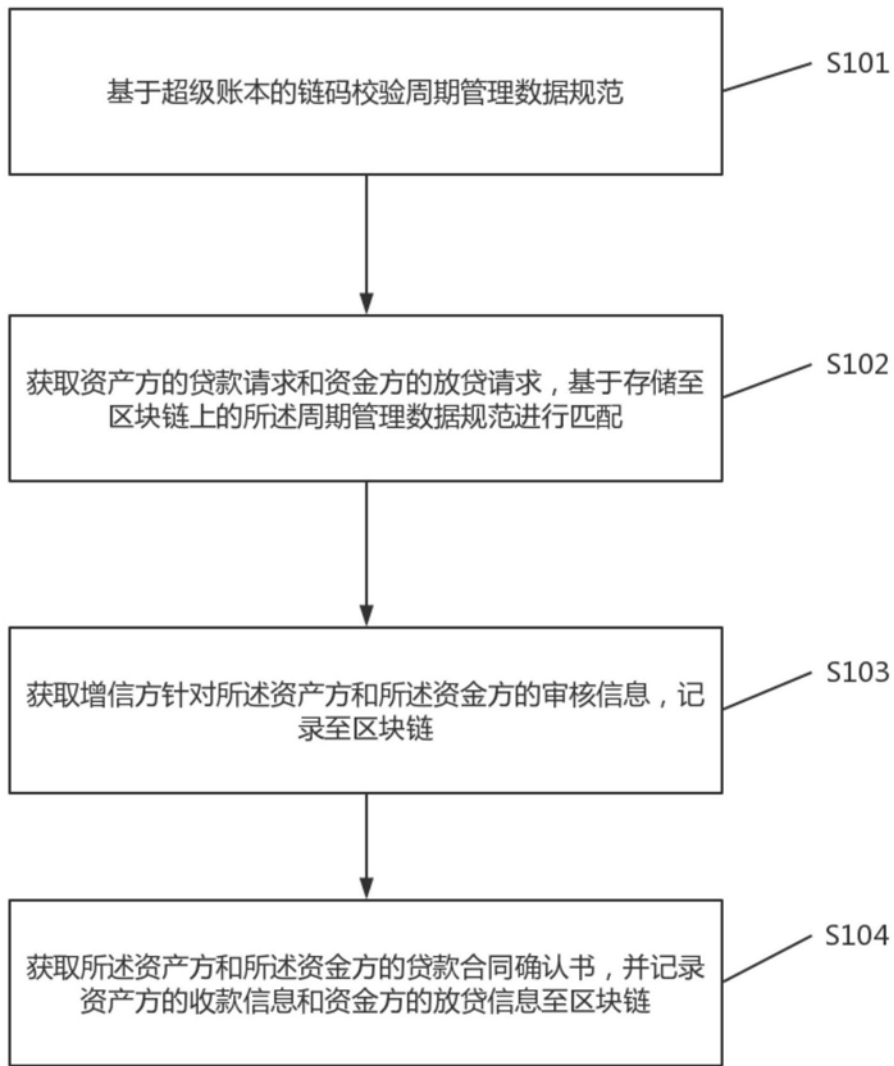 基于超级账本的链码校验周期管理数据规范
S101
获取资产方的贷款请求和资金方的放贷请求，基于存储至
区块链上的所述周期管理数据规范进行匹配
S102
获取增信方针对所述资产方和所述资金方的审核信息，记
录至区块链
S103
获取所述资产方和所述资金方的贷款合同确认书，并记录
资产方的收款信息和资金方的放贷信息至区块链
S104